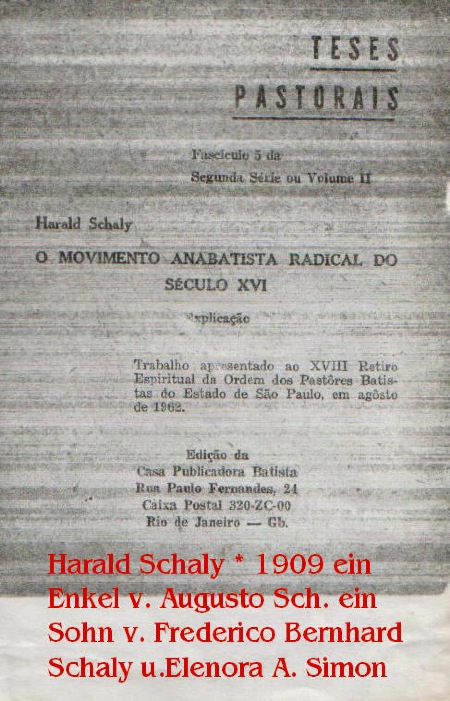 TESES
PASTORAIS
Fascículo 5 da
Segunda Série ou Volume II
Harald Schaly
O MOVIMENTO ANABATISTA RADICAL DO
SÉCULO XVI
Explicação
Trabalho apresentado ao XVIII Retiro
Espiritual da Ordem dos Pastôres Batis-
tas do Estado de São Paulo, em agôsto
de 1962.
Edição da
Casa Publicadora Batista
Rua Paulo Fernandes, 24
Caixa Postal 320-ZC-00
Rio de Janeiro — Gb.
Harald Schaly * 1909 ein
Enkel v. Augusto Sch. ein
Sohn v. Frederico Bernhard
Schaly u.Elenora A. Simon